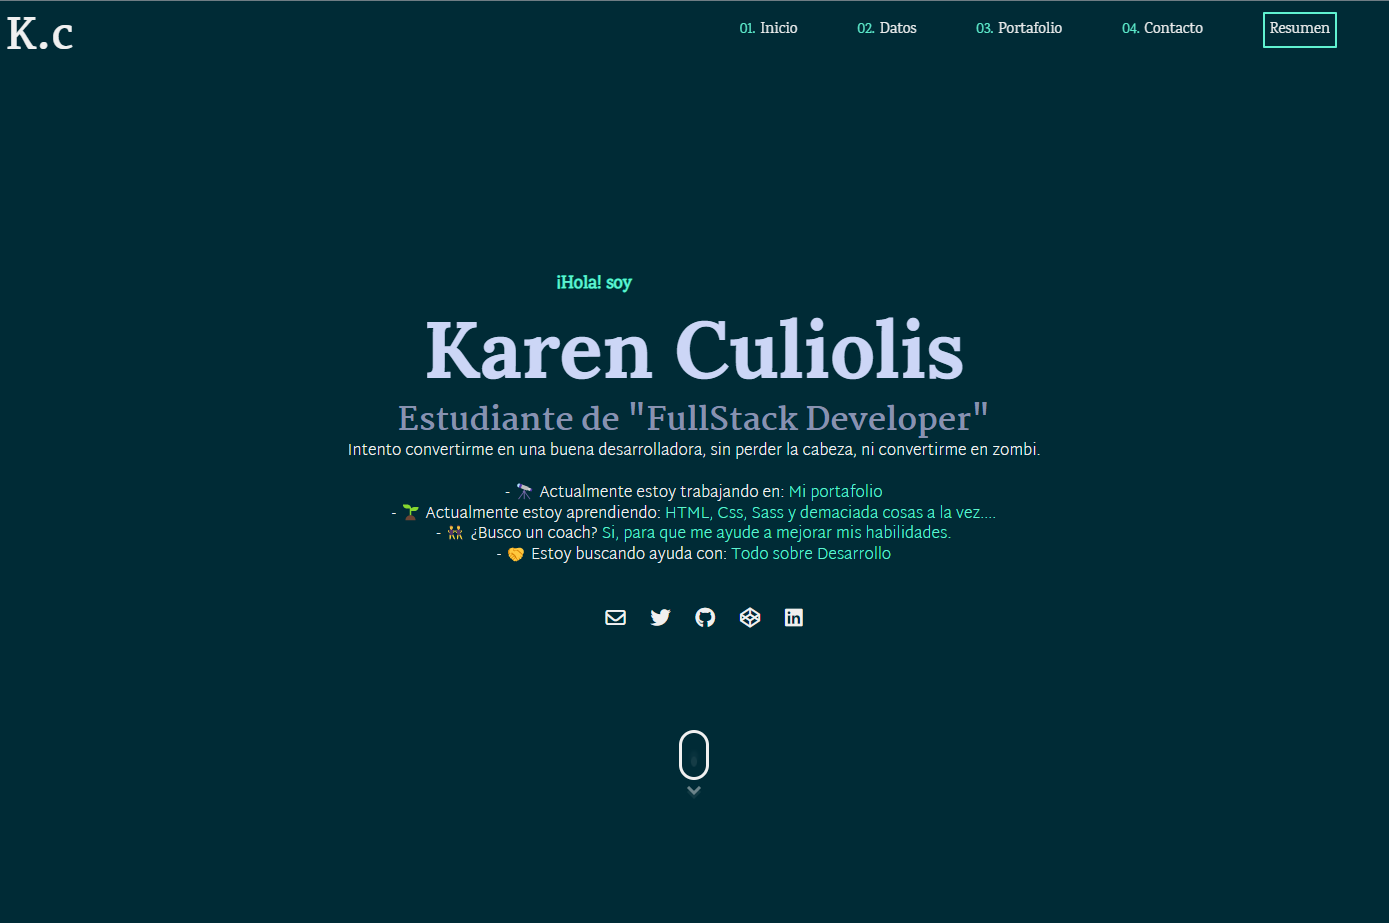 K.c
01. Inicio
02. Datos
03. Portafolio
04. Contacto
Resumen
¡Hola! soy
Karen Culiolis
Estudiante de "FullStack Developer"
Intento convertirme en una buena desarrolladora, sin perder la cabeza, ni convertirme en zombi.
- 🔭 Actualmente estoy trabajando en: Mi portafolio
- 🌱 Actualmente estoy aprendiendo: HTML, Css, Sass y demaciada cosas a la vez....
- 👯 ¿Busco un coach? Si, para que me ayude a mejorar mis habilidades.
- 🤝 Estoy buscando ayuda con: Todo sobre Desarrollo